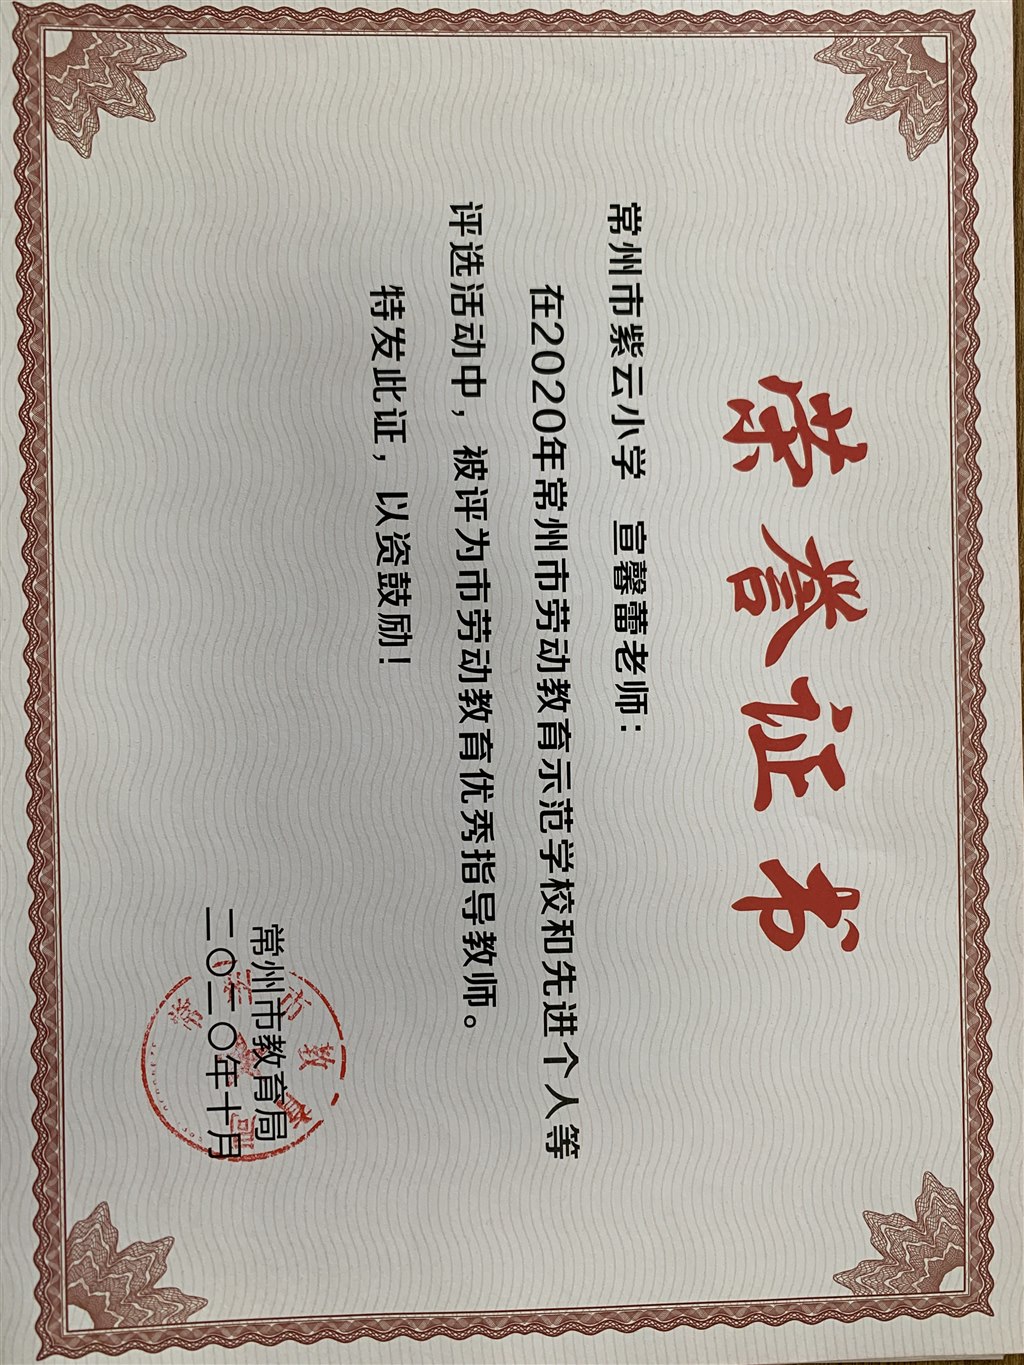 荣誉证书
常州市紫云小学 宣馨蕾老师：
在2020年常州市劳动教育示范学校和先进个人等
评选活动中，被评为市劳动教育优秀指导教师。
特发此证，以资鼓励！
常州市教育局
二〇二〇年十月